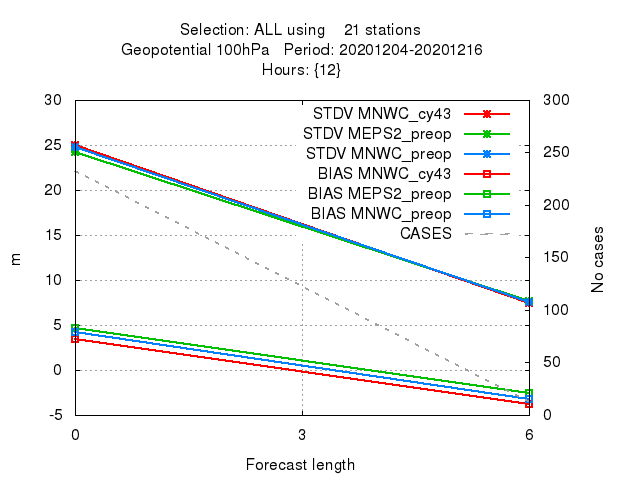 Selection: ALL using    21 stations
Geopotential 100hPa   Period: 20201204-20201216
Hours: {12}
30
25
20
15
10
5
0
-5
m
300
250
200
150
100
50
0
No cases
STDV MNWC_cy43
STDV MEPS2_preop
STDV MNWC_preop
BIAS MNWC_cy43
BIAS MEPS2_preop
BIAS MNWC_preop
CASES
0 3 6
Forecast length